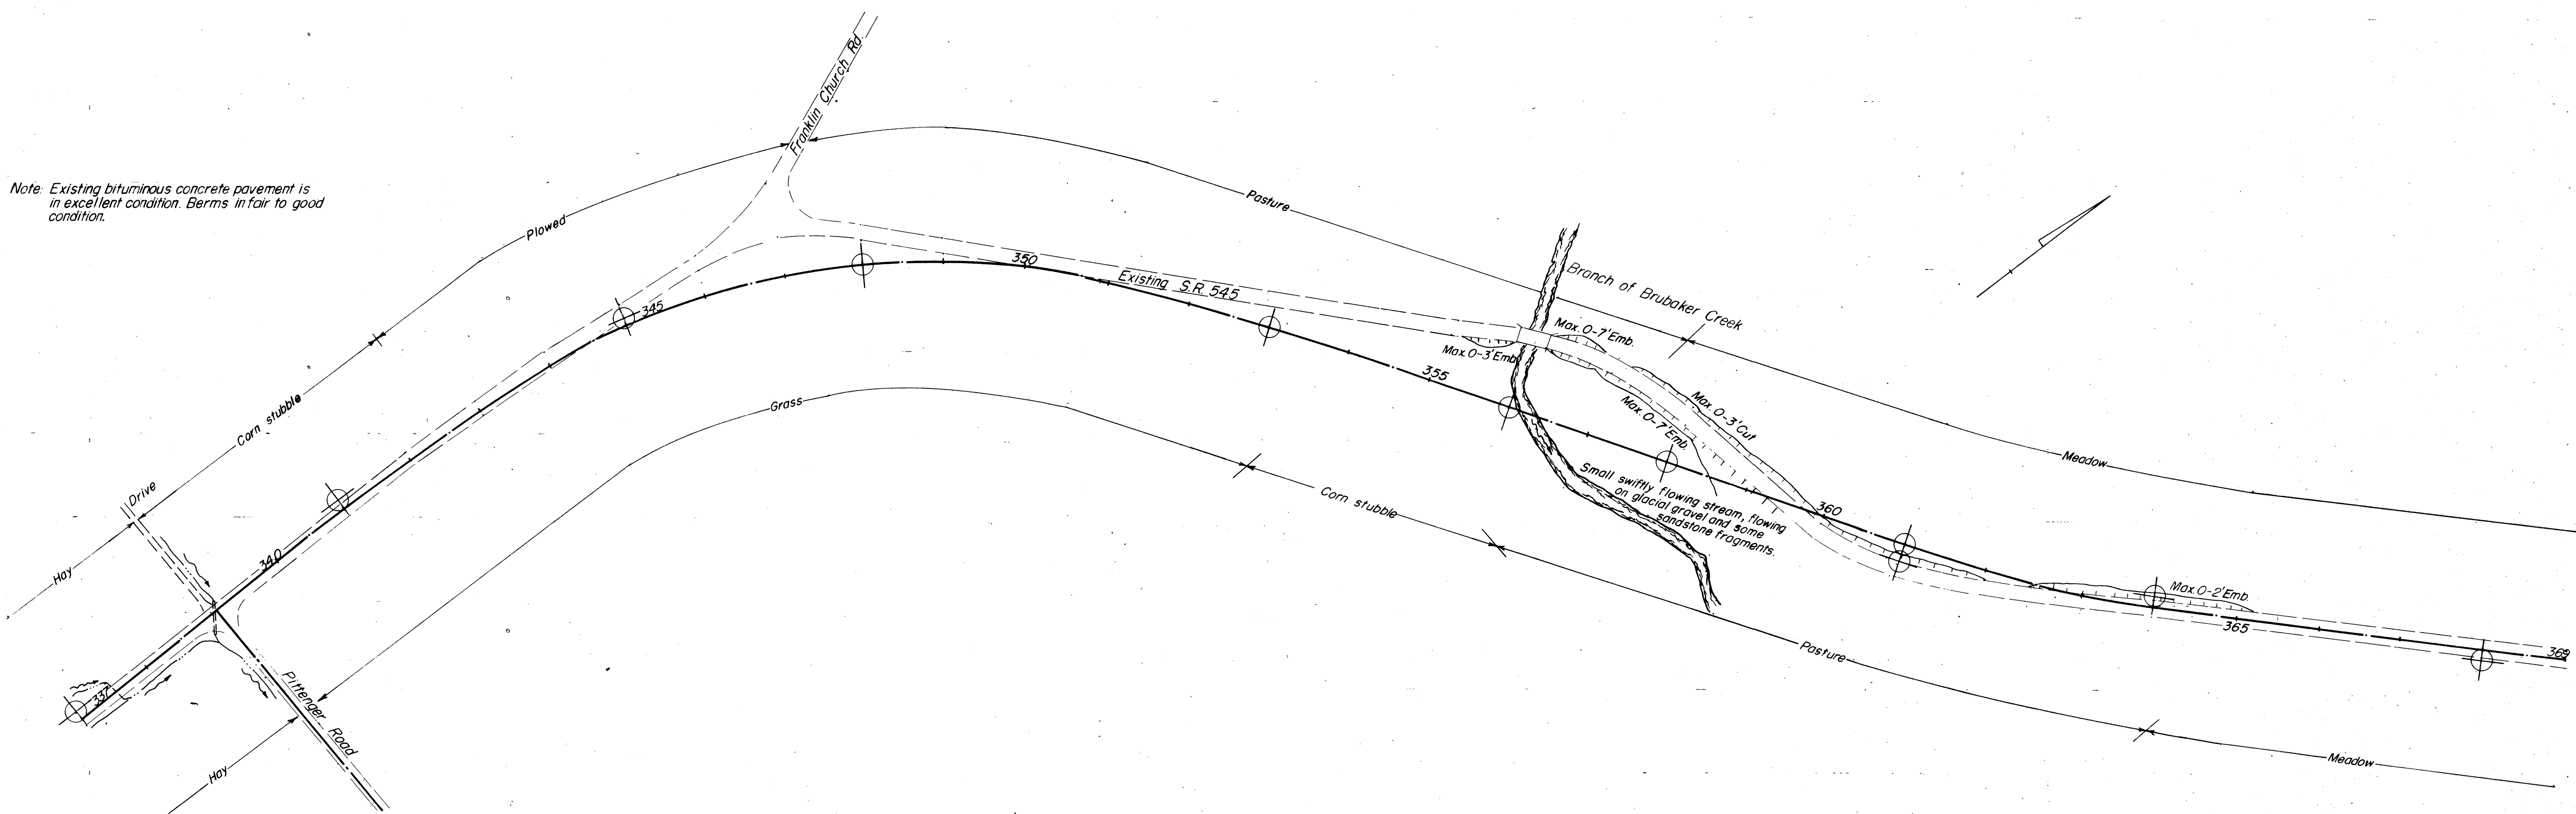 Franklin Church Rd.
Note: Existing bituminous concrete pavement is
in excellent condition. Berms in fair to good
condition.
Plowed
Pasture
Branch of Brubaker Creek
350
Existing S.R. 545
345
Max. 0-7' Emb.
Max. 0-3' Emb.
355
Grass
Corn stubble
Max. 0-3' Cut
Max. 0-7' Emb.
Meadow
Small swiftly flowing stream, flowing
on glacial gravel and some
sandstone fragments.
Drive
Corn stubble
360
340
Hay
Max. 0-2' Emb.
365
369
Pasture
337
Pittenger Road
Hay
Meadow